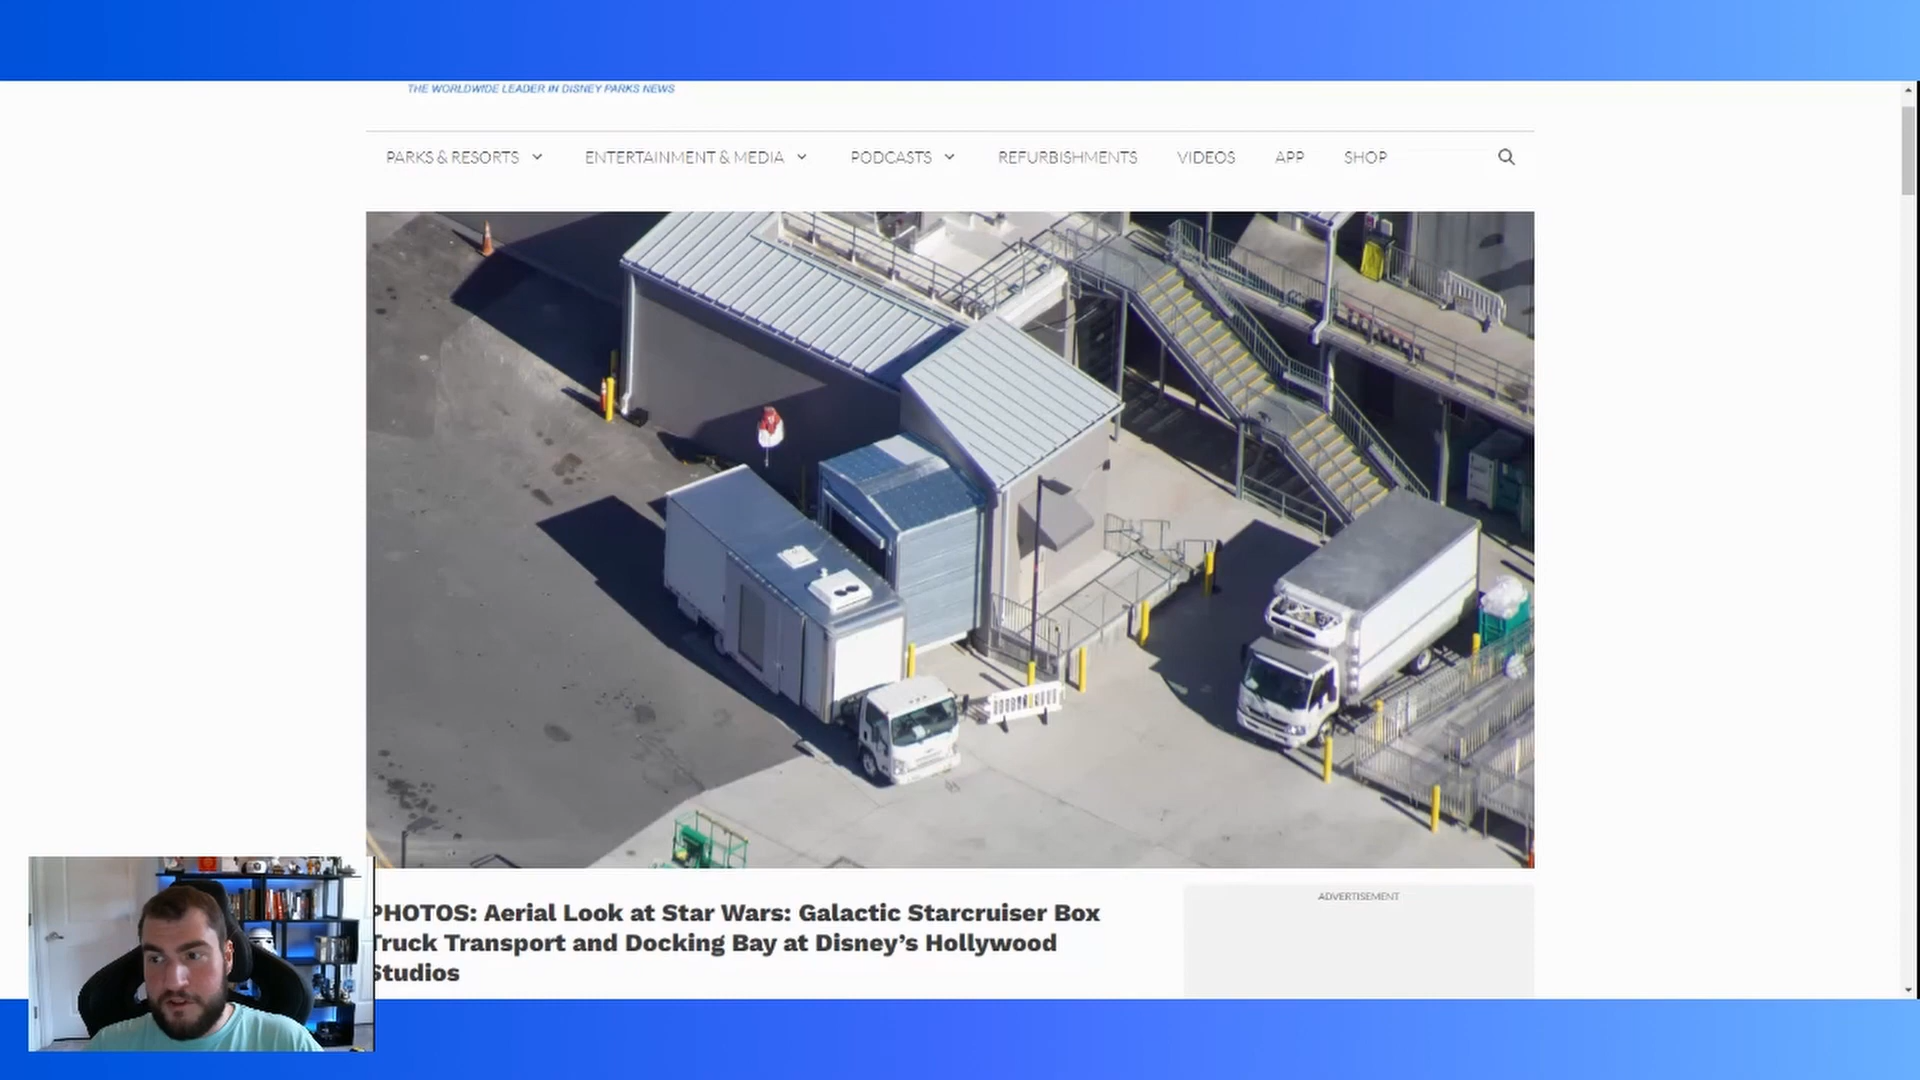 THE WORLDWIDE LEADER IN DISNEY PARKS NEWS
PARKS & RESORTS
ENTERTAINMENT & MEDIA
PODCASTS
REFURBISHMENTS
VIDEOS
APP
SHOP
PHOTOS: Aerial Look at Star Wars: Galactic Starcruiser Box
Truck Transport and Docking Bay at Disney’s Hollywood
Studios
ADVERTISEMENT